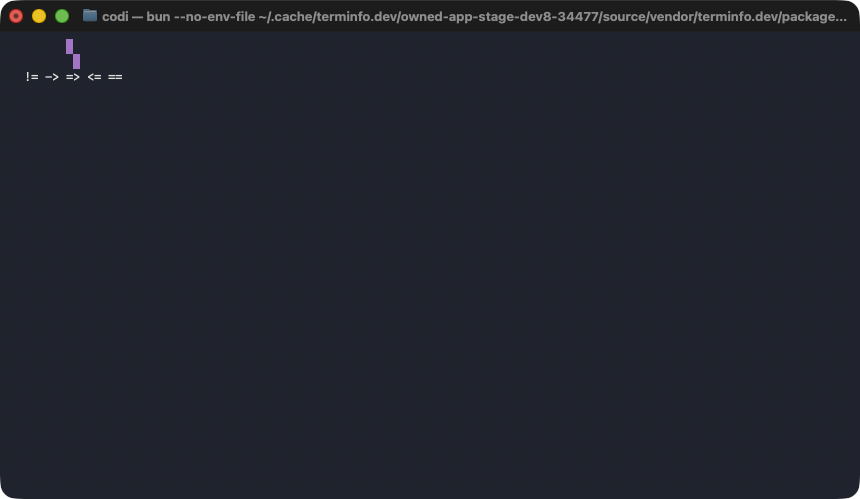 codi — bun --no-env-file ~/.cache/terminfo.dev/owned-app-stage-dev8-34477/source/vendor/terminfo.dev/package...
!= -> => <= ==